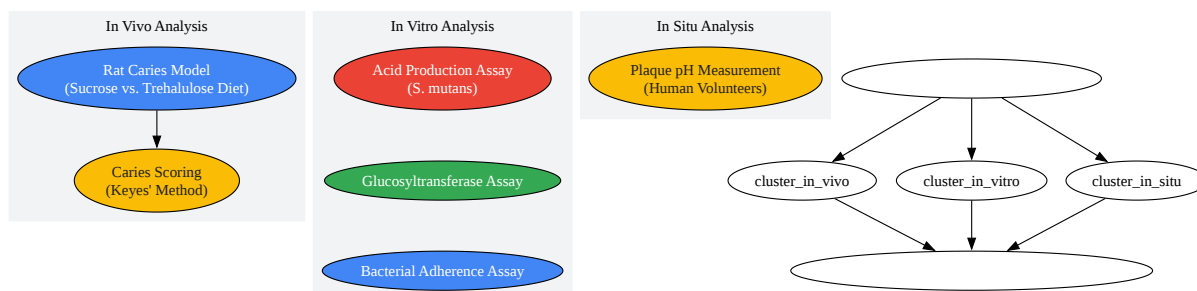 In Vivo Analysis
Rat Caries Model
(Sucrose vs. Trehalulose Diet)
Caries Scoring
(Keyes' Method)
In Vitro Analysis
Acid Production Assay
(S. mutans)
Glucosyltransferase Assay
Bacterial Adherence Assay
In Situ Analysis
Plaque pH Measurement
(Human Volunteers)
cluster_in_vivo
cluster_in_vitro
cluster_in_situ